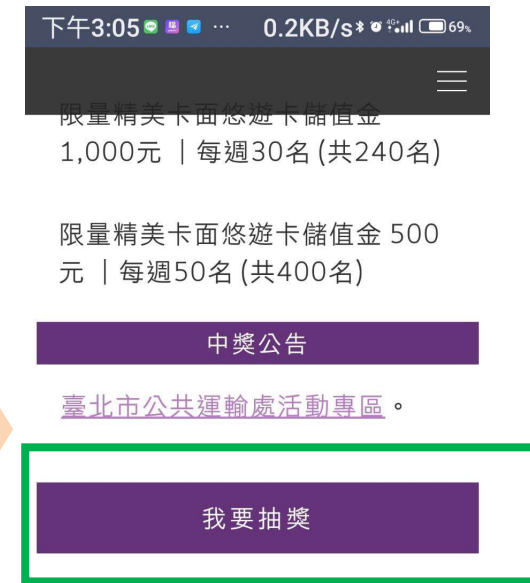 下午3:05 ··· 0.2KB/s 4G+ 69%
限量精美卡面悠遊卡儲值金
1,000元 ｜每週30名 (共240名)
限量精美卡面悠遊卡儲值金 500
元 ｜每週50名 (共400名)
中獎公告
臺北市公共運輸處活動專區。
我要抽獎